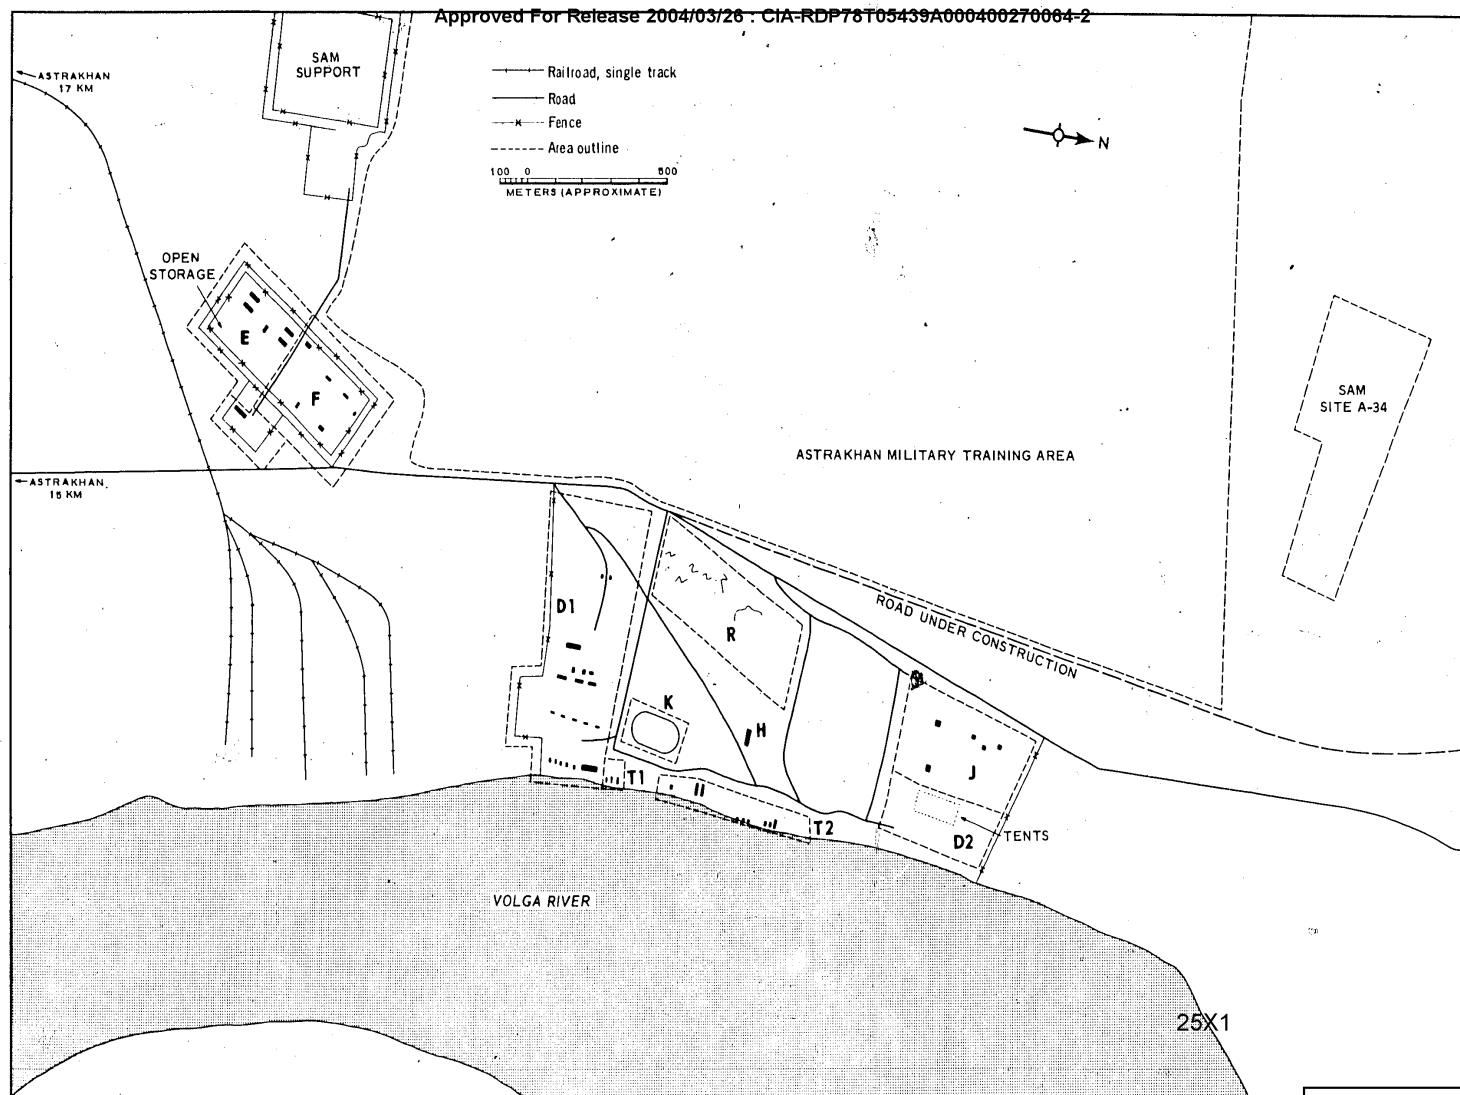 Approved For Release 2004/03/26 : CIA-RDP78T05439A000400270064-2
SAM
SUPPORT
ASTRAKHAN
17 KM
Railroad, single track
Road
Fence
Area outline
100 0 500
METERS (APPROXIMATE)
N
OPEN
STORAGE
E
F
SAM
SITE A-34
ASTRAKHAN MILITARY TRAINING AREA
ASTRAKHAN
15 KM
D1
R
ROAD UNDER CONSTRUCTION
K
H
J
T1
T2
D2
TENTS
VOLGA RIVER
25X1